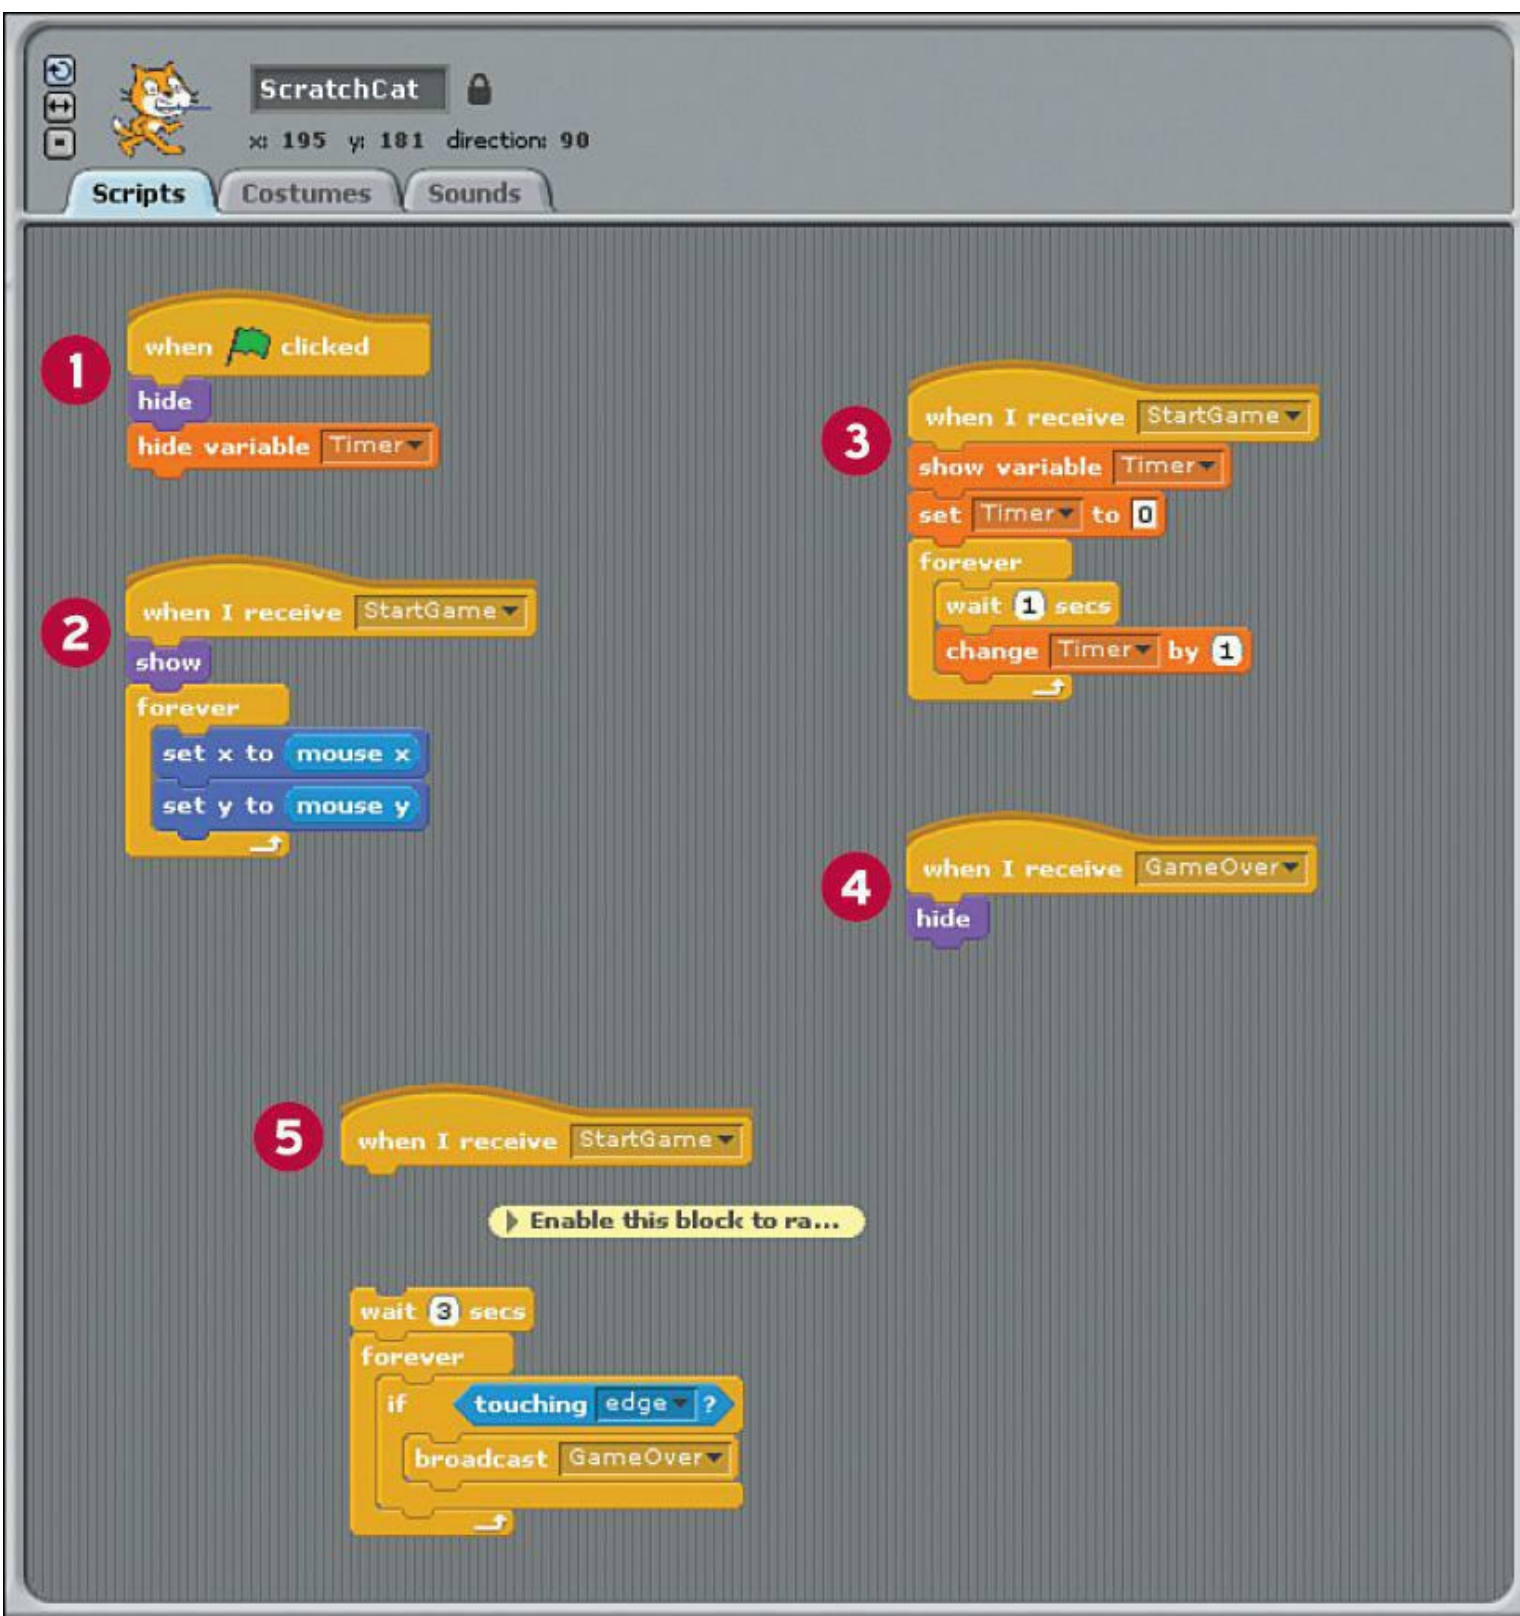 ScratchCat
x: 195 y: 181 direction: 90
Scripts Costumes Sounds
1
when clicked
hide
hide variable Timer
2
when I receive StartGame
show
forever
set x to mouse x
set y to mouse y
3
when I receive StartGame
show variable Timer
set Timer to 0
forever
wait 1 secs
change Timer by 1
4
when I receive GameOver
hide
5
when I receive StartGame
Enable this block to ra...
wait 3 secs
forever
if touching edge ?
broadcast GameOver